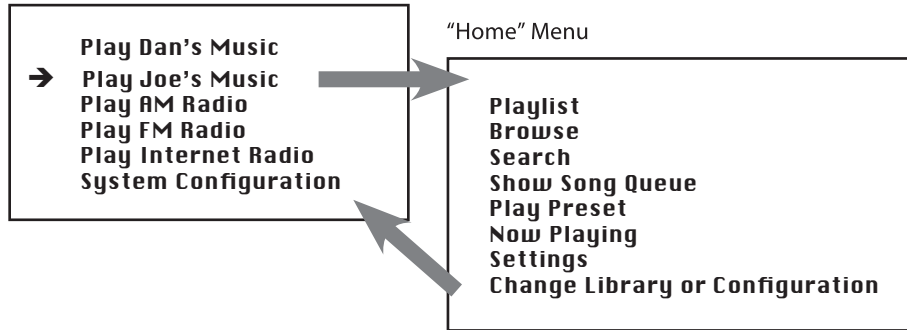 Play Dan's Music
➔ Play Joe's Music
Play AM Radio
Play FM Radio
Play Internet Radio
System Configuration
“Home” Menu
Playlist
Browse
Search
Show Song Queue
Play Preset
Now Playing
Settings
Change Library or Configuration